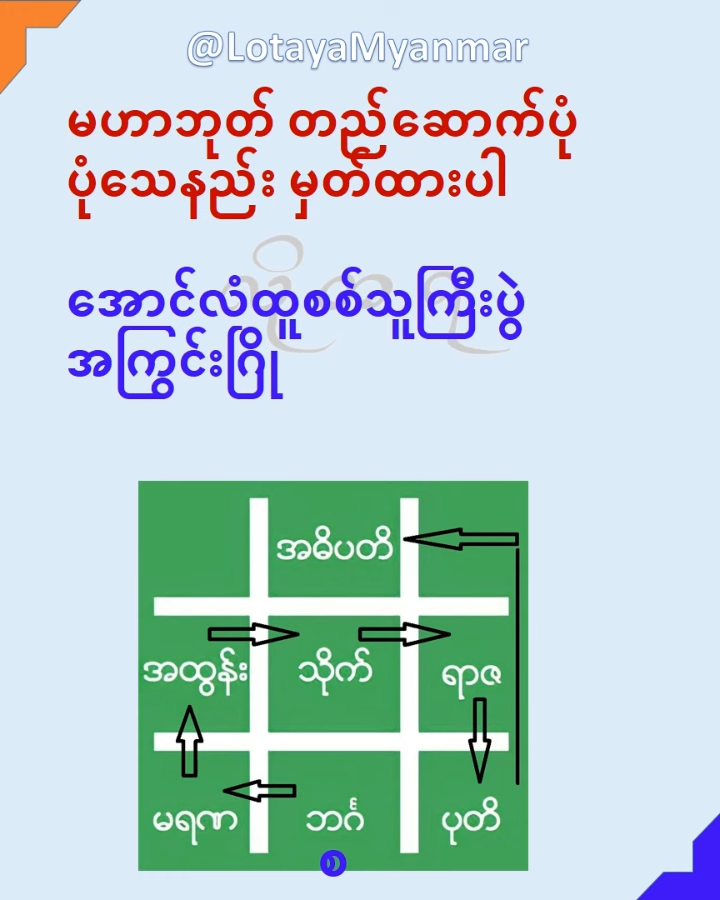 @LotayaMyanmar
မဟာဘုတ် တည်ဆောက်ပုံ
ပုံသေနည်း မှတ်ထားပါ
အောင်လံထူစစ်သူကြီးပွဲ
အကြွင်းဂြိုု
အဓိပတိ
အထွန်း သိုက် ရာဇ
မရဏ ဘင်္ဂ ပုတိ